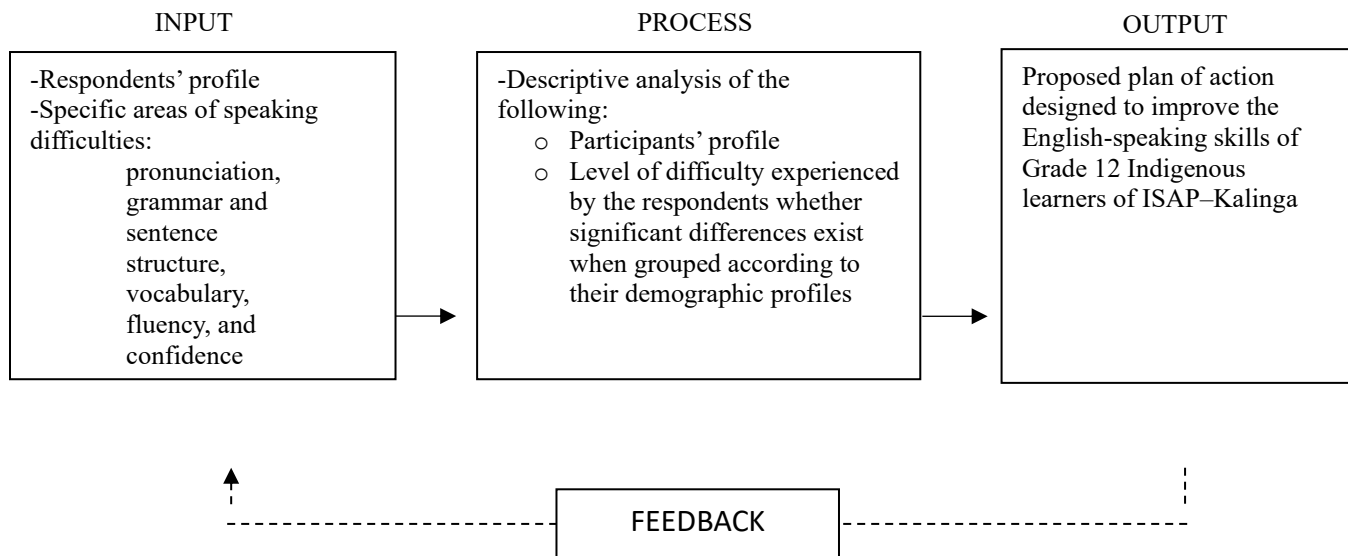 INPUT
-Respondents’ profile
-Specific areas of speaking
difficulties:
pronunciation,
grammar and
sentence
structure,
vocabulary,
fluency, and
confidence
PROCESS
-Descriptive analysis of the
following:
o Participants’ profile
o Level of difficulty experienced
by the respondents whether
significant differences exist
when grouped according to
their demographic profiles
OUTPUT
Proposed plan of action
designed to improve the
English-speaking skills of
Grade 12 Indigenous
learners of ISAP–Kalinga
FEEDBACK